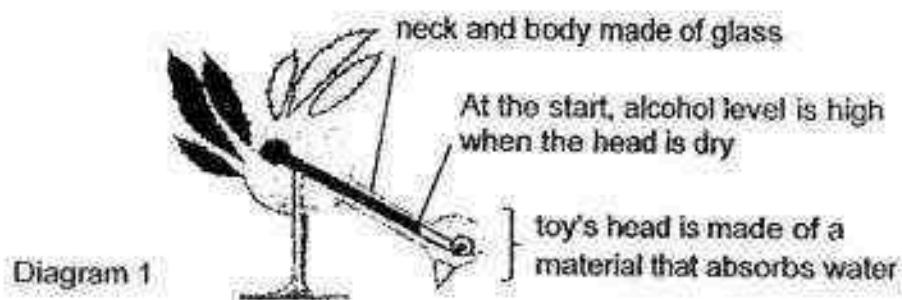 neck and body made of glass
At the start, alcohol level is high
when the head is dry
toy's head is made of a
material that absorbs water
Diagram 1